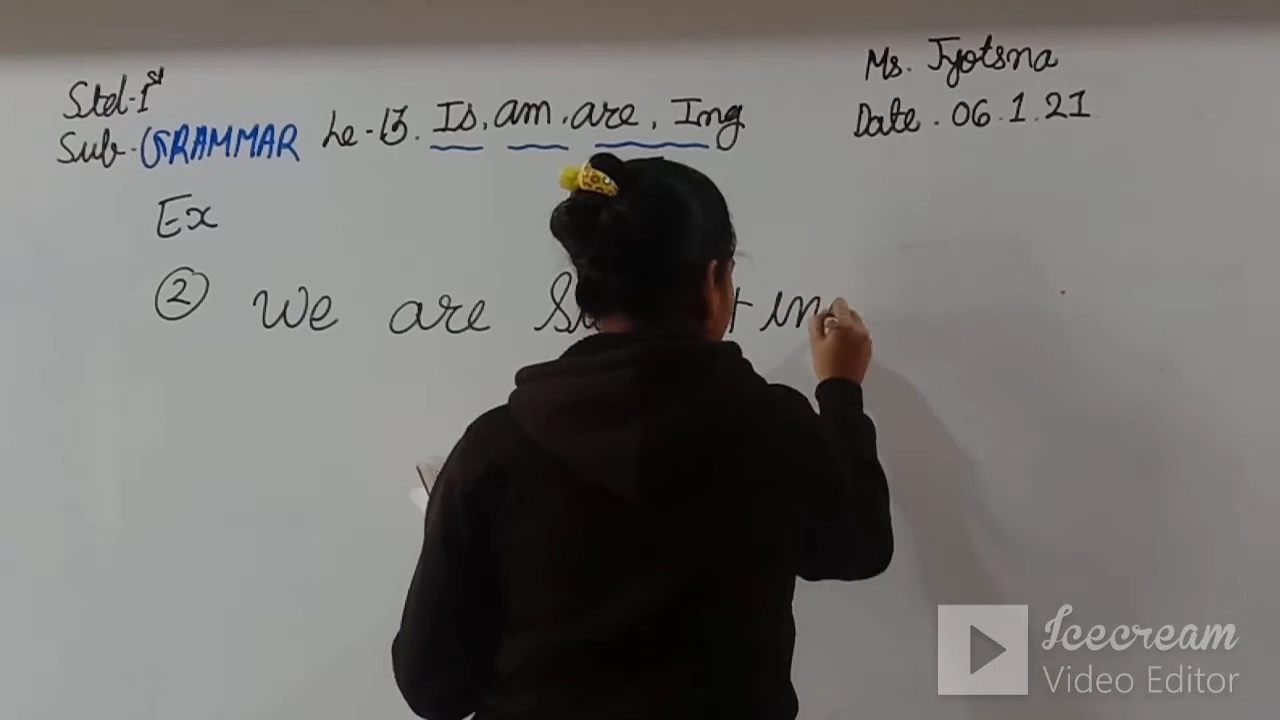 Std-1st
Sub-GRAMMAR Le-13. Is, am, are, Ing
Ms. Jyotsna
Date. 06.1.21
Ex
2 We are
Icecream
Video Editor